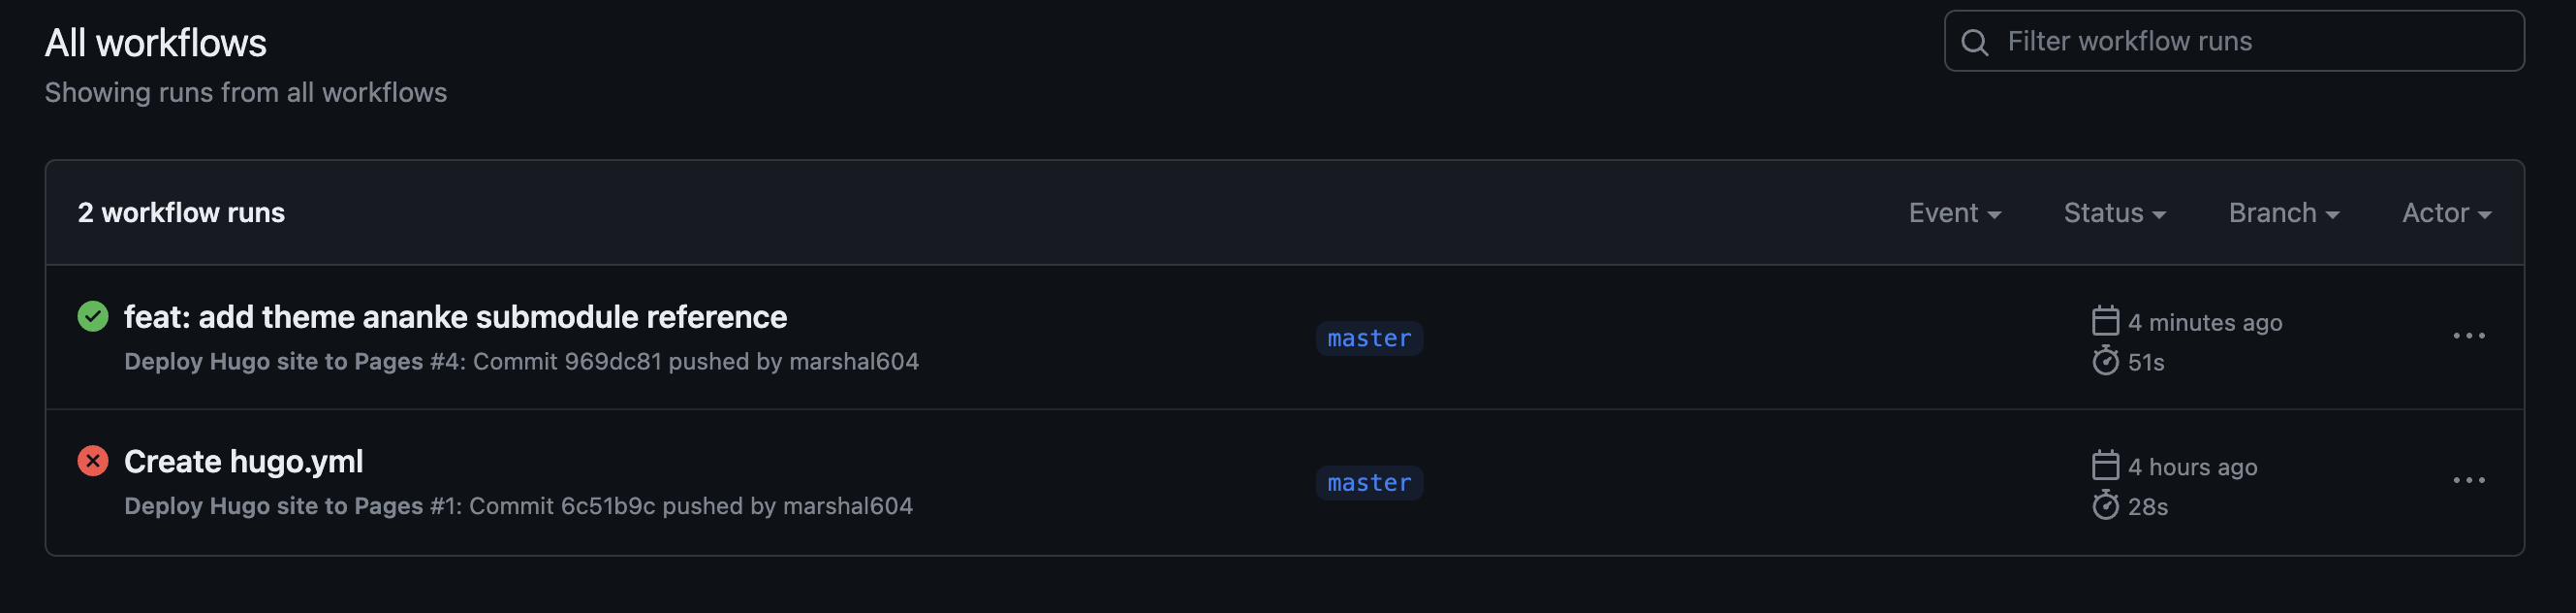 All workflows
Filter workflow runs
Showing runs from all workflows
2 workflow runs
Event Status Branch Actor
feat: add theme ananke submodule reference
Deploy Hugo site to Pages #4: Commit 969dc81 pushed by marshal604
master
4 minutes ago
51s
Create hugo.yml
Deploy Hugo site to Pages #1: Commit 6c51b9c pushed by marshal604
master
4 hours ago
28s